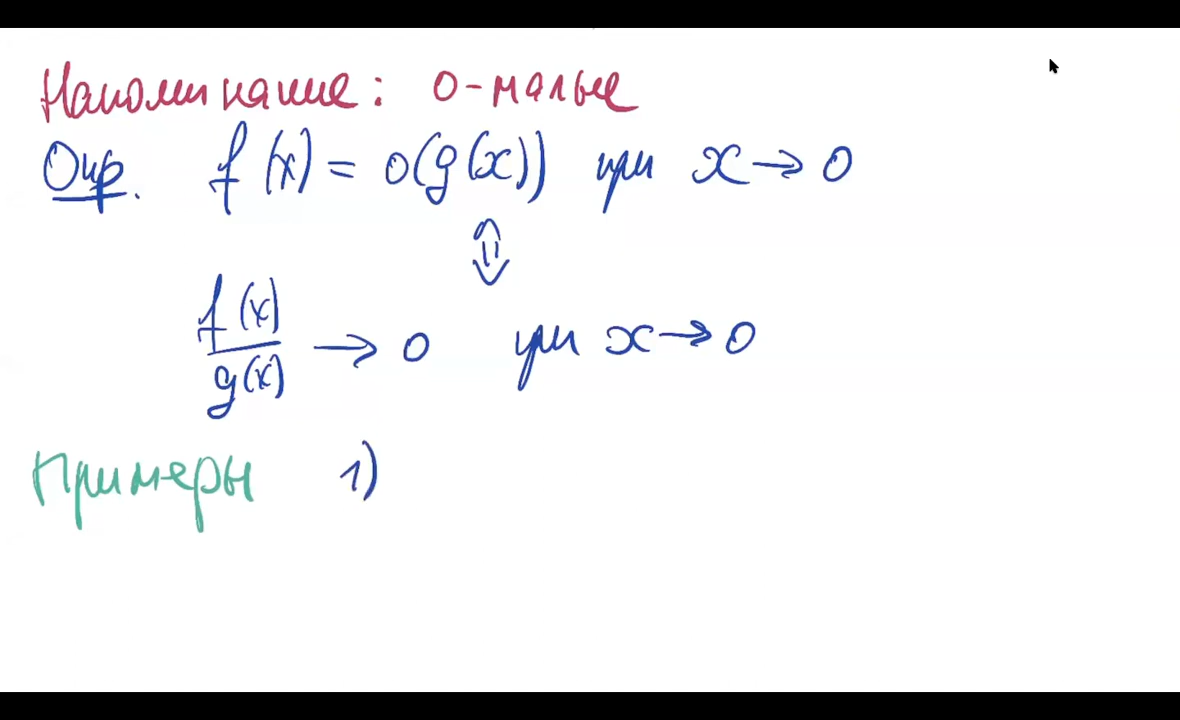 Напоминание: о-малые
Опр. f(x) = o(g(x)) при x → 0
⇕
f(x)/g(x) → 0 при x → 0
Примеры 1)